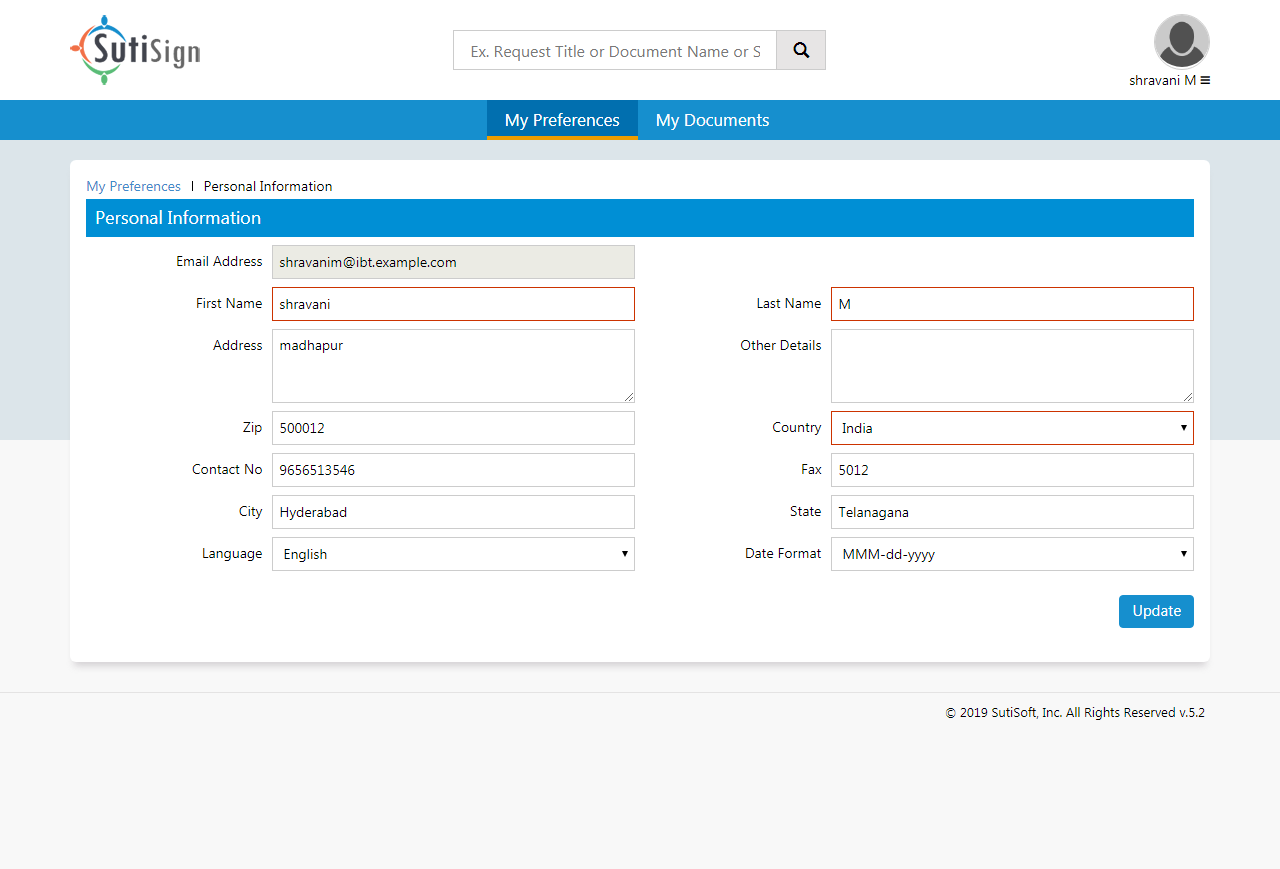 SutiSign
Ex. Request Title or Document Name or S
shravani M
My Preferences My Documents
My Preferences I Personal Information
Personal Information
Email Address shravanim@ibt.example.com
First Name shravani Last Name M
Address madhapur Other Details
Zip 500012 Country India
Contact No 9656513546 Fax 5012
City Hyderabad State Telanagana
Language English Date Format MMM-dd-yyyy
Update
© 2019 SutiSoft, Inc. All Rights Reserved v.5.2